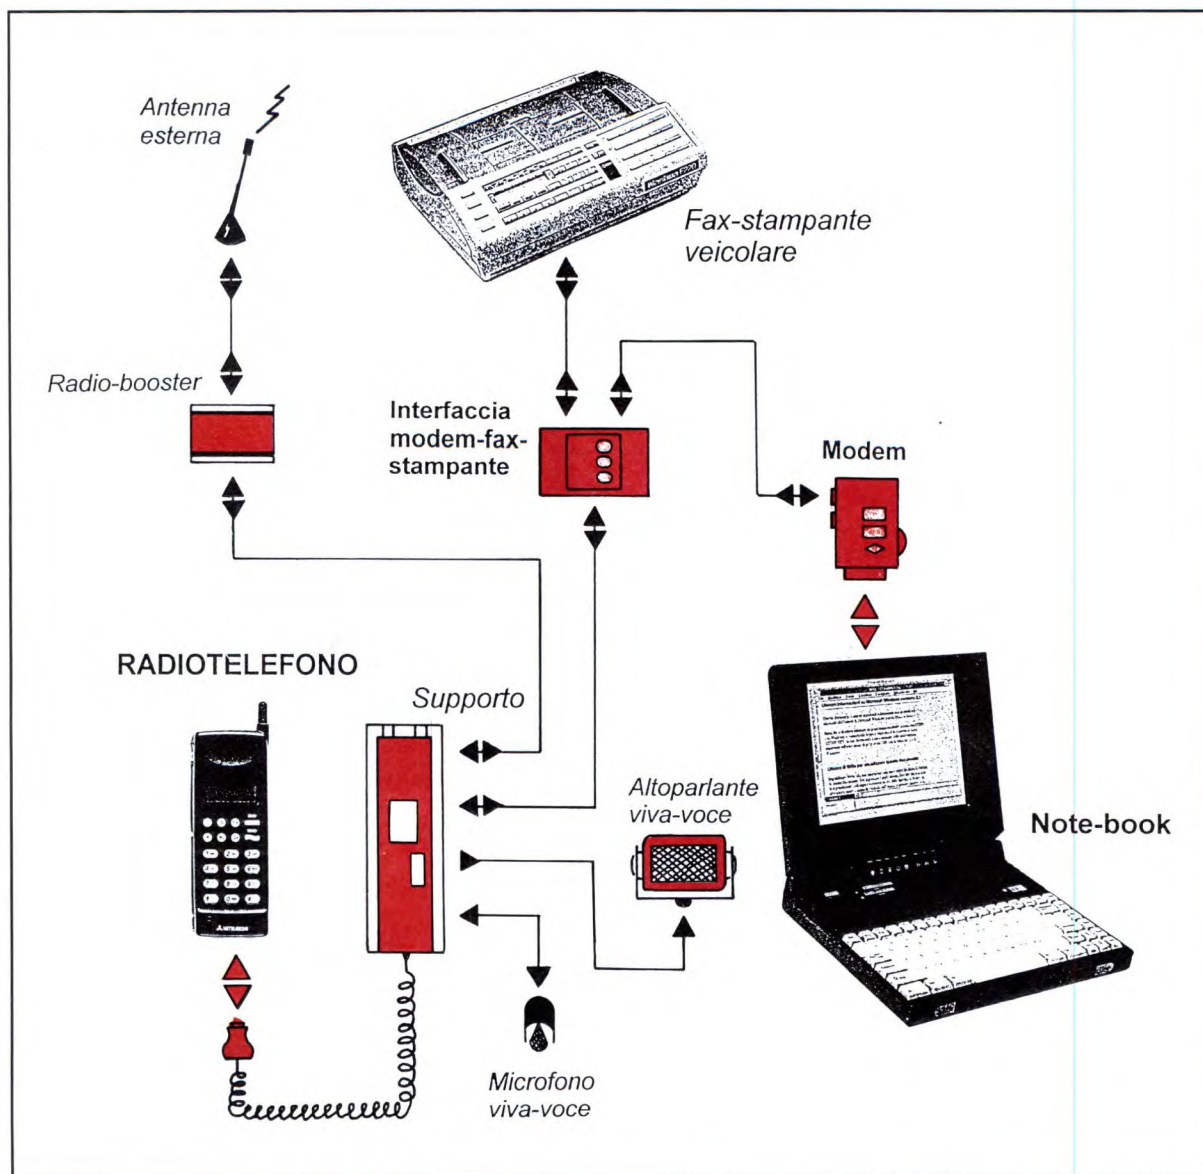 Antenna
esterna
Fax-stampante
veicolare
Radio-booster
Interfaccia
modem-fax-
stampante
Modem
RADIOTELEFONO
Supporto
Altoparlante
viva-voce
Note-book
Microfono
viva-voce
MITSUBISHI